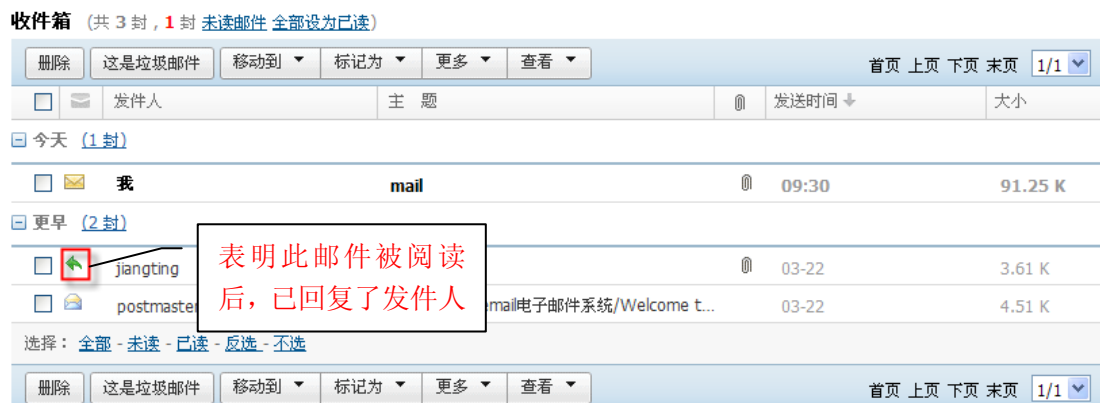 收件箱 (共 3 封 , 1 封 未读邮件 全部设为已读)
删除 这是垃圾邮件 移动到 标记为 更多 查看 首页 上页 下页 末页 1/1
发件人 主 题 发送时间 大小
今天 (1 封)
我 mail 09:30 91.25 K
更早 (2 封)
表明此邮件被阅读
后，已回复了发件人
jiangting 03-22 3.61 K
postmaster email电子邮件系统/Welcome t... 03-22 4.51 K
选择： 全部 - 未读 - 已读 - 反选 - 不选
删除 这是垃圾邮件 移动到 标记为 更多 查看 首页 上页 下页 末页 1/1